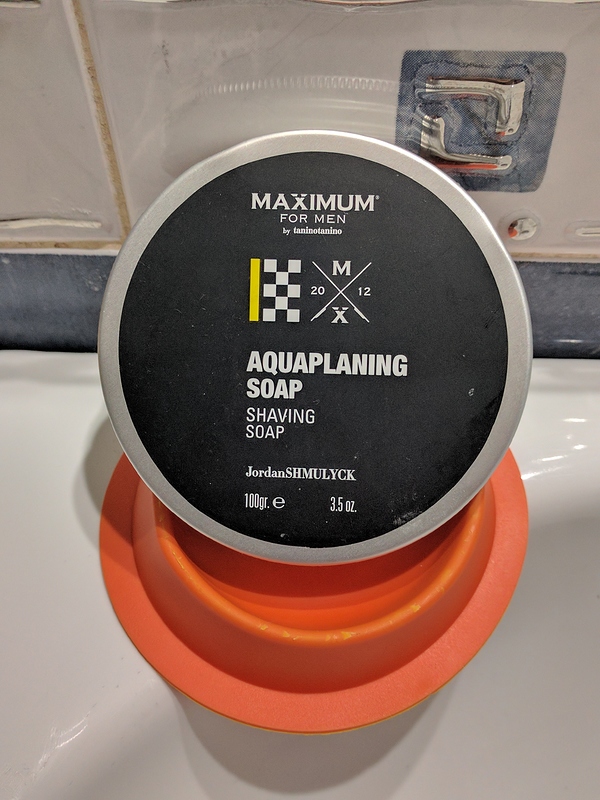 MAXIMUM®
FOR MEN
by taninotanino
M
20 12
X
AQUAPLANING
SOAP
SHAVING
SOAP
JordanSHMULYCK
100gr. ℮ 3.5 oz.